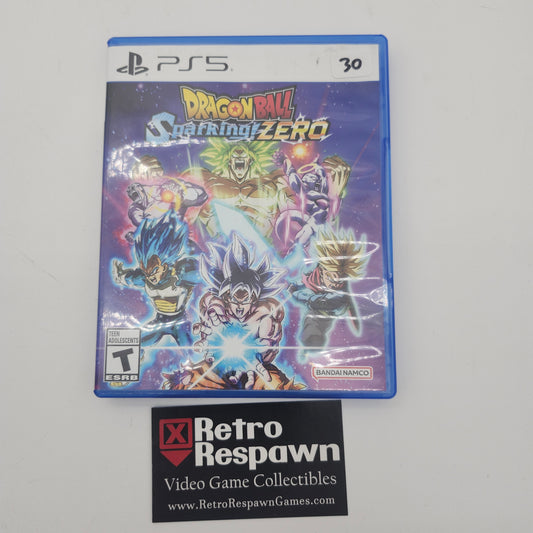 PS5
30
DRAGON BALL
Sparking! ZERO
TEEN
ADOLESCENTS
T
ESRB
BANDAI NAMCO
Retro
Respawn
Video Game Collectibles
www.RetroRespawnGames.com